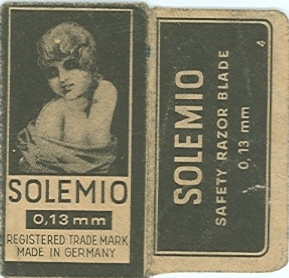 SOLEMIO
0,13 mm
REGISTERED TRADE MARK
MADE IN GERMANY
SOLEMIO
SAFETY RAZOR BLADE
0,13 mm
4